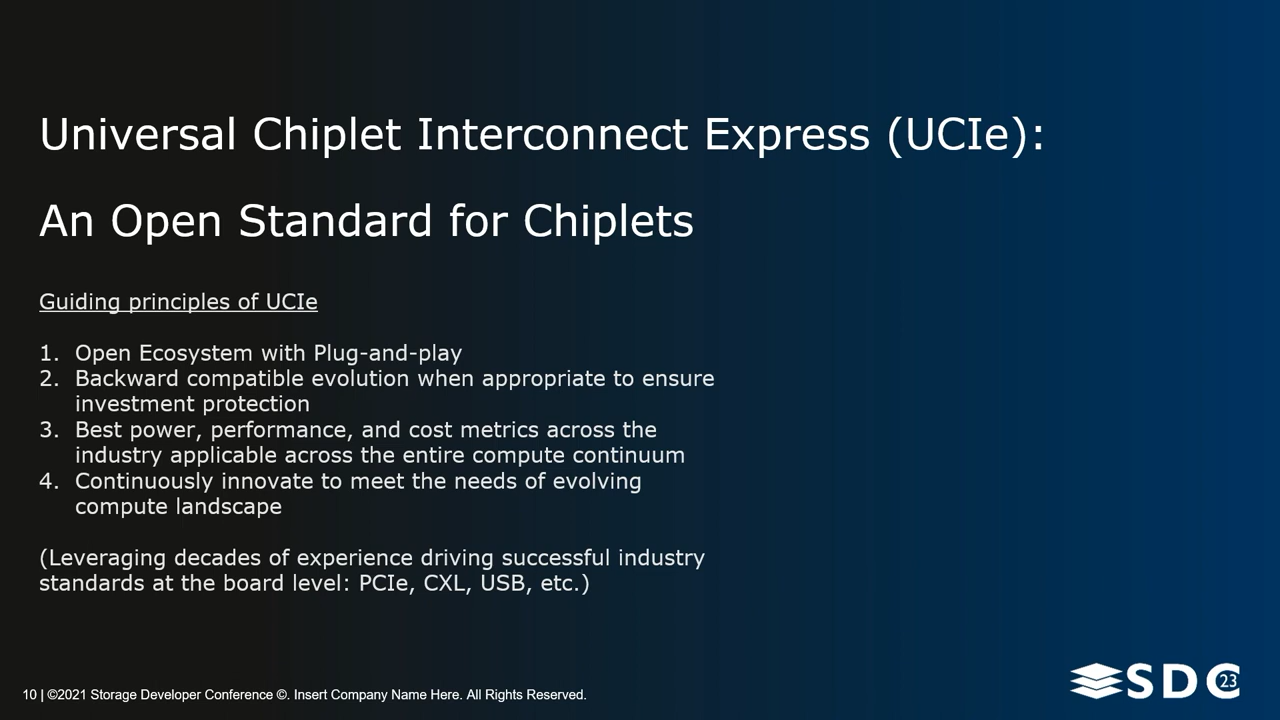 Universal Chiplet Interconnect Express (UCIe):
An Open Standard for Chiplets
Guiding principles of UCIe
1. Open Ecosystem with Plug-and-play
2. Backward compatible evolution when appropriate to ensure
investment protection
3. Best power, performance, and cost metrics across the
industry applicable across the entire compute continuum
4. Continuously innovate to meet the needs of evolving
compute landscape
(Leveraging decades of experience driving successful industry
standards at the board level: PCIe, CXL, USB, etc.)
10 | ©2021 Storage Developer Conference ©. Insert Company Name Here. All Rights Reserved.
SDC 23